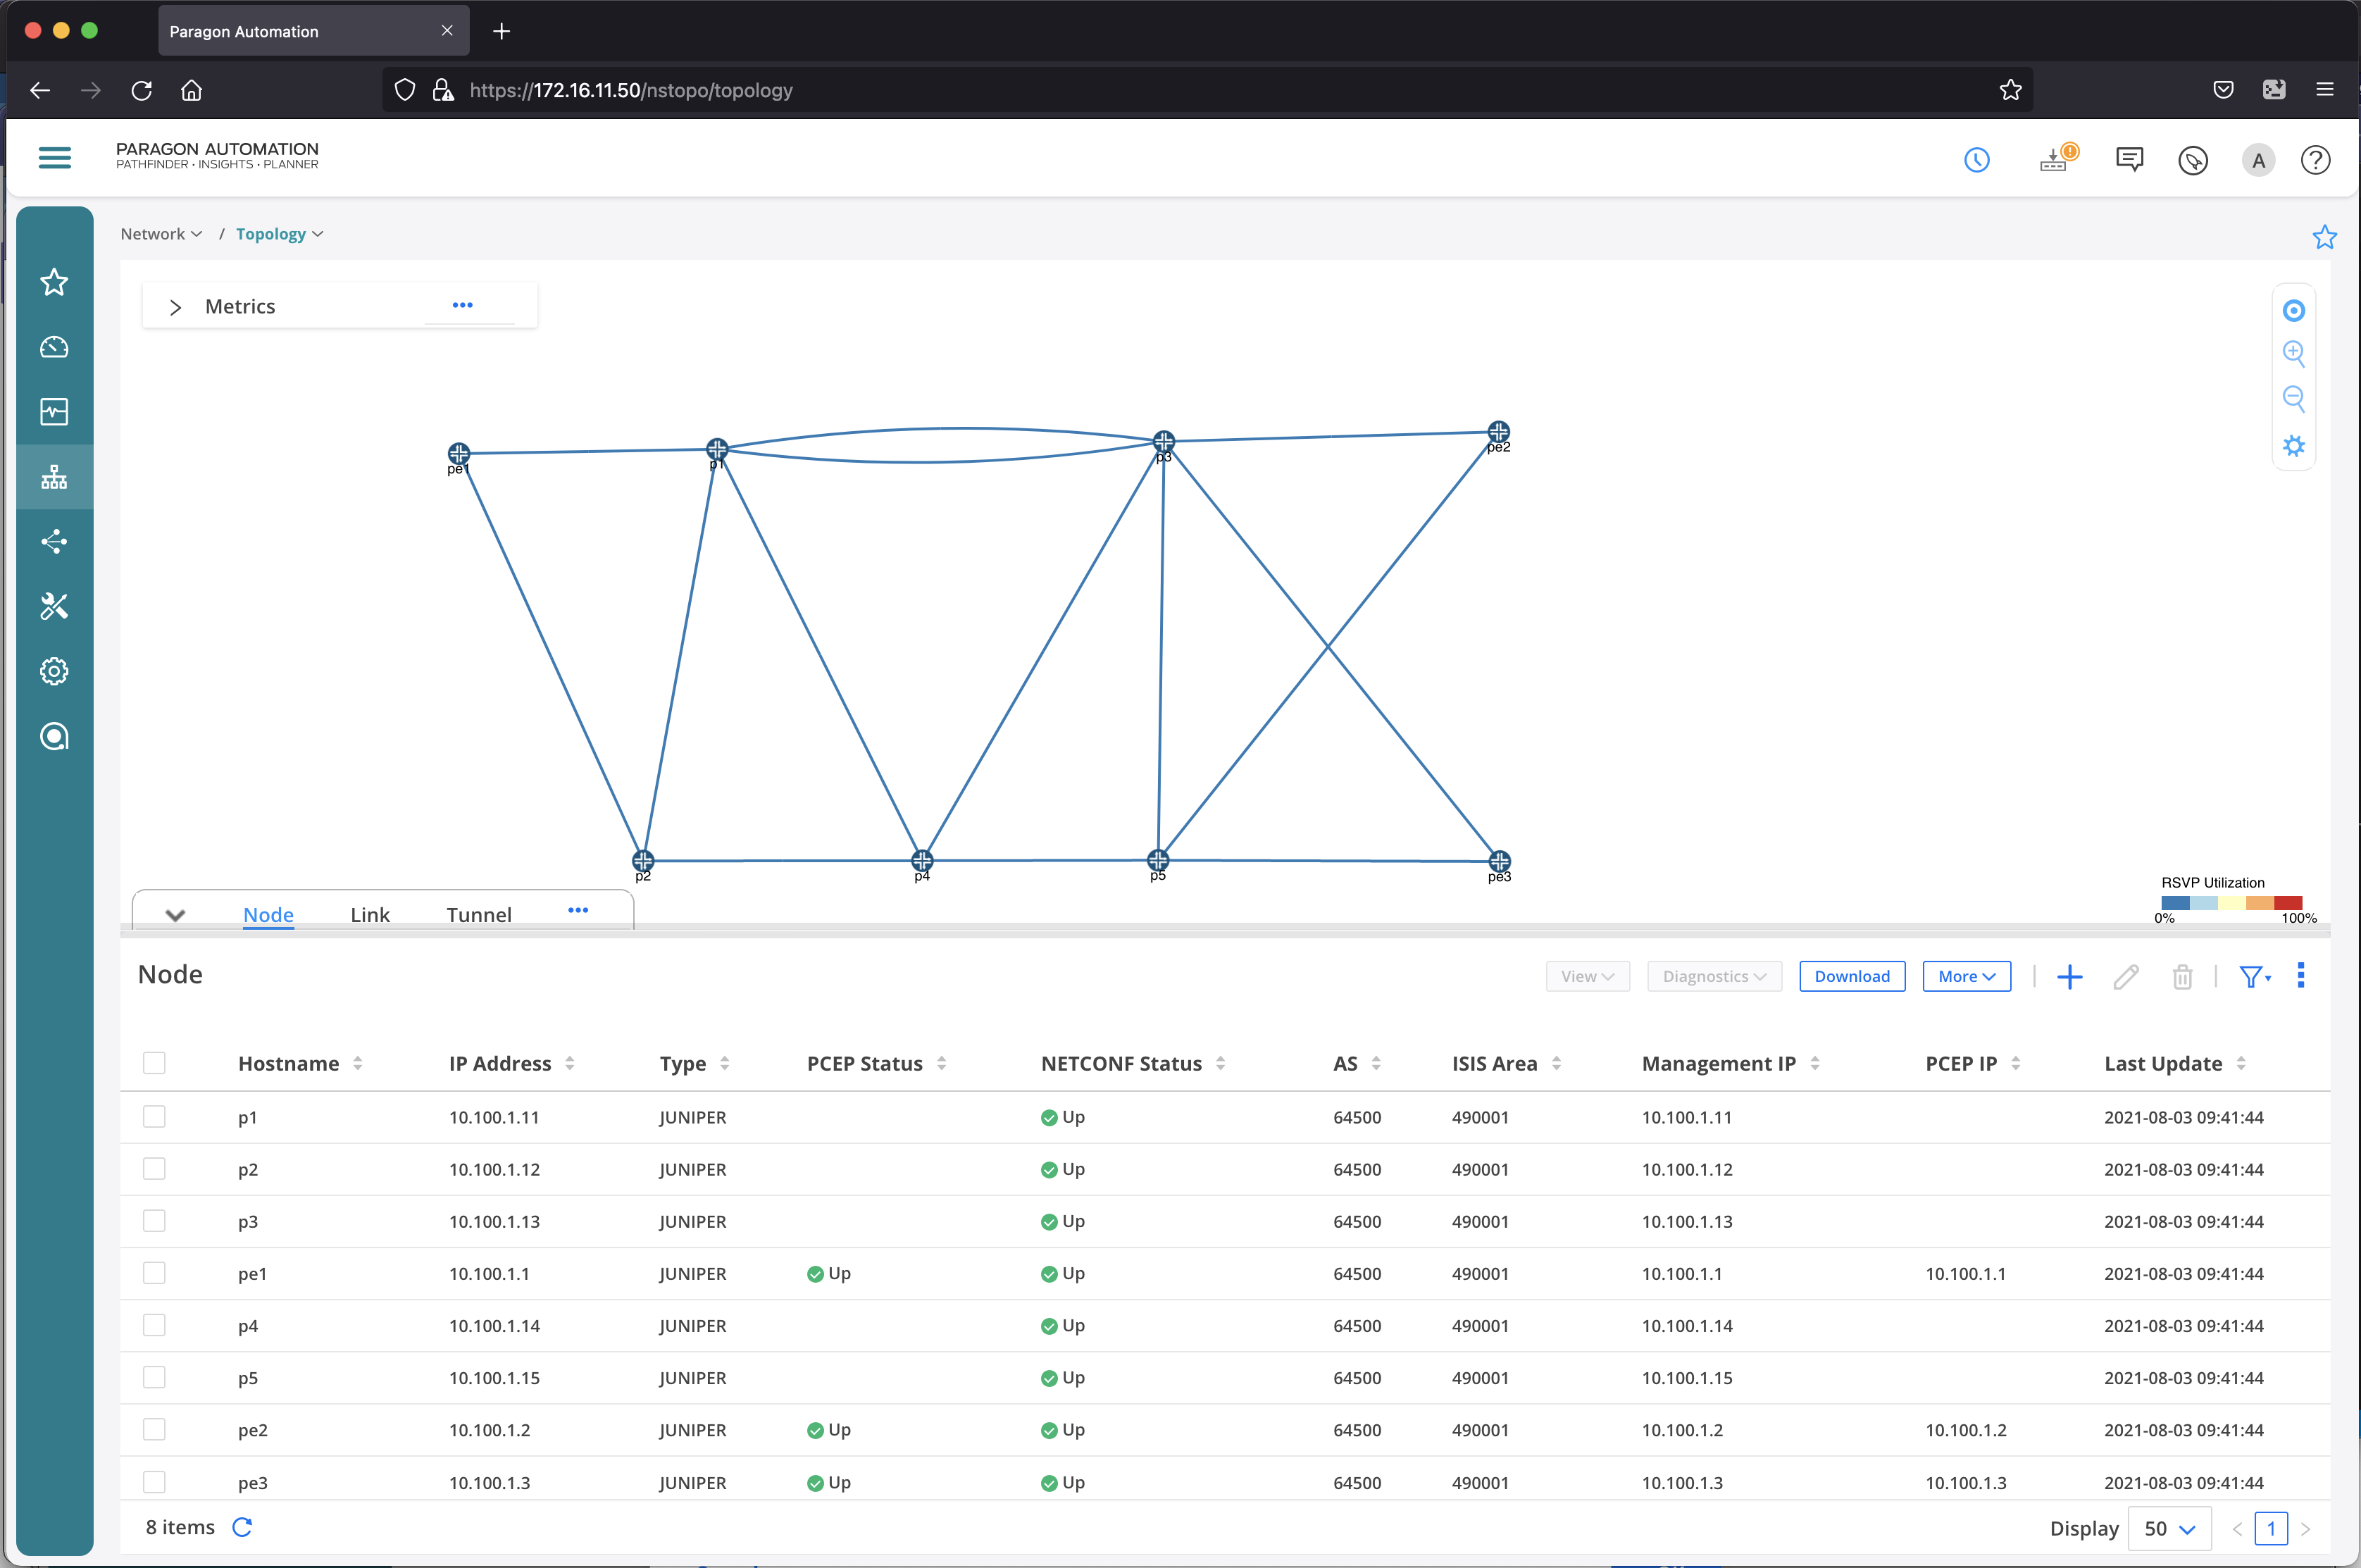 Paragon Automation
https://172.16.11.50/nstopo/topology
PARAGON AUTOMATION
PATHFINDER · INSIGHTS · PLANNER
A
Network / Topology
Metrics
pe1
p1
p3
pe2
p2
p4
p5
pe3
RSVP Utilization
0% 100%
Node Link Tunnel
Node
View Diagnostics Download More
Hostname IP Address Type PCEP Status NETCONF Status AS ISIS Area Management IP PCEP IP Last Update
p1 10.100.1.11 JUNIPER Up 64500 490001 10.100.1.11 2021-08-03 09:41:44
p2 10.100.1.12 JUNIPER Up 64500 490001 10.100.1.12 2021-08-03 09:41:44
p3 10.100.1.13 JUNIPER Up 64500 490001 10.100.1.13 2021-08-03 09:41:44
pe1 10.100.1.1 JUNIPER Up Up 64500 490001 10.100.1.1 10.100.1.1 2021-08-03 09:41:44
p4 10.100.1.14 JUNIPER Up 64500 490001 10.100.1.14 2021-08-03 09:41:44
p5 10.100.1.15 JUNIPER Up 64500 490001 10.100.1.15 2021-08-03 09:41:44
pe2 10.100.1.2 JUNIPER Up Up 64500 490001 10.100.1.2 10.100.1.2 2021-08-03 09:41:44
pe3 10.100.1.3 JUNIPER Up Up 64500 490001 10.100.1.3 10.100.1.3 2021-08-03 09:41:44
8 items Display 50 1